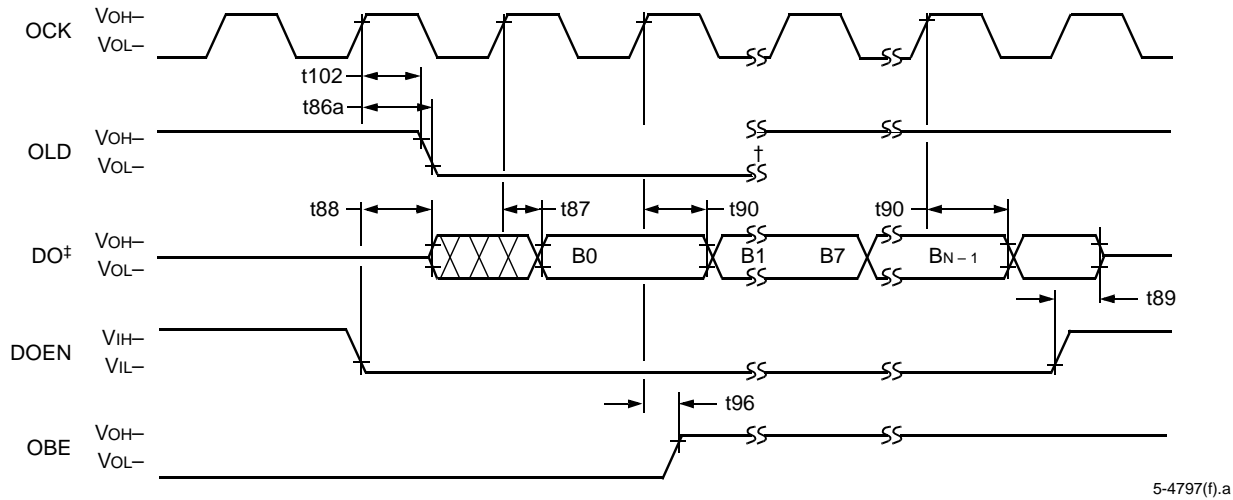 OCK
VOH–
VOL–
t102
t86a
OLD
VOH–
VOL–
†
t88
t87
t90
t90
DO‡
VOH–
VOL–
B0
B1
B7
BN – 1
t89
DOEN
VIH–
VIL–
t96
OBE
VOH–
VOL–
5-4797(f).a